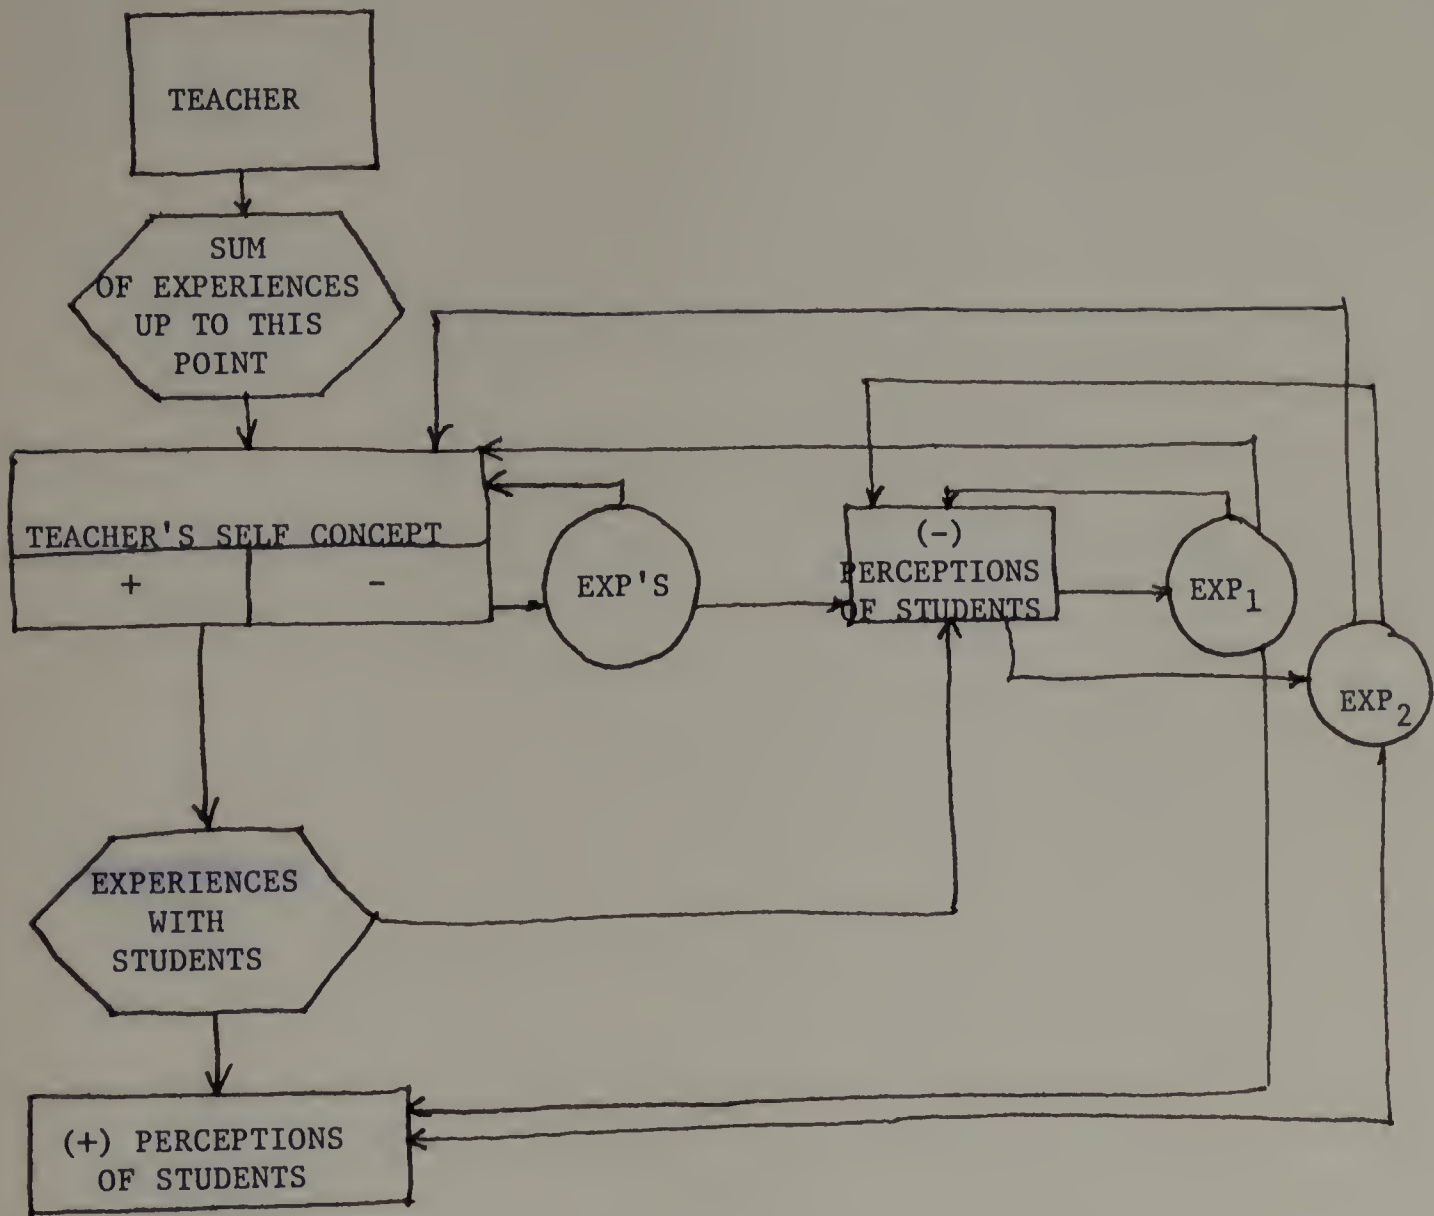 TEACHER
SUM
OF EXPERIENCES
UP TO THIS
POINT
TEACHER'S SELF CONCEPT
+ -
EXP'S
(-)
PERCEPTIONS
OF STUDENTS
EXP₁
EXP₂
EXPERIENCES
WITH
STUDENTS
(+) PERCEPTIONS
OF STUDENTS